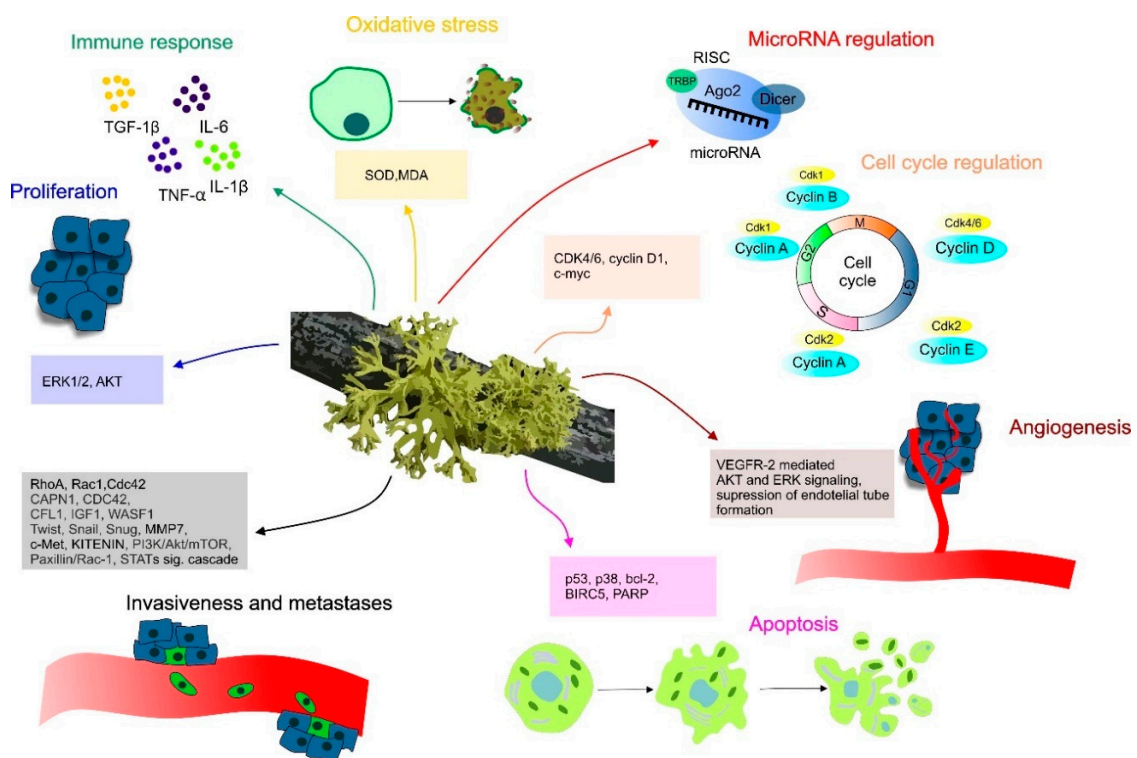 Immune response
TGF-1β
IL-6
TNF-α
IL-1β
Oxidative stress
SOD,MDA
MicroRNA regulation
RISC
TRBP
Ago2
Dicer
microRNA
Proliferation
ERK1/2, AKT
Cell cycle regulation
CDK4/6, cyclin D1,
c-myc
Cdk1
Cyclin B
Cdk1
Cyclin A
Cdk4/6
Cyclin D
M
G2
G1
S
Cell
cycle
Cdk2
Cyclin A
Cdk2
Cyclin E
Angiogenesis
VEGFR-2 mediated
AKT and ERK signaling,
supression of endotelial tube
formation
RhoA, Rac1,Cdc42
CAPN1, CDC42,
CFL1, IGF1, WASF1
Twist, Snail, Snug, MMP7,
c-Met, KITENIN, PI3K/Akt/mTOR,
Paxillin/Rac-1, STATs sig. cascade
Invasiveness and metastases
p53, p38, bcl-2,
BIRC5, PARP
Apoptosis